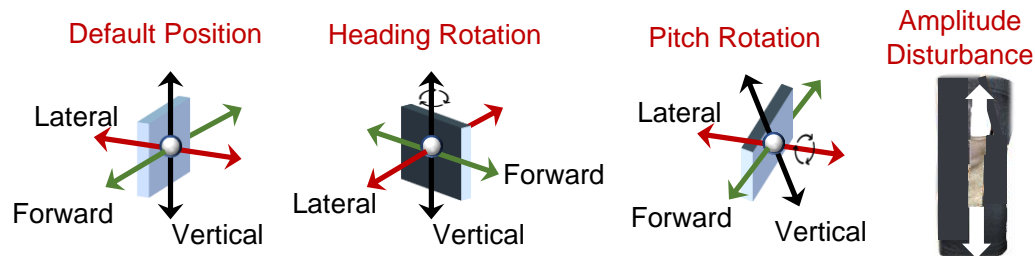 Default Position
Heading Rotation
Pitch Rotation
Amplitude
Disturbance
Lateral
Forward
Vertical
Lateral
Forward
Vertical
Lateral
Forward
Vertical